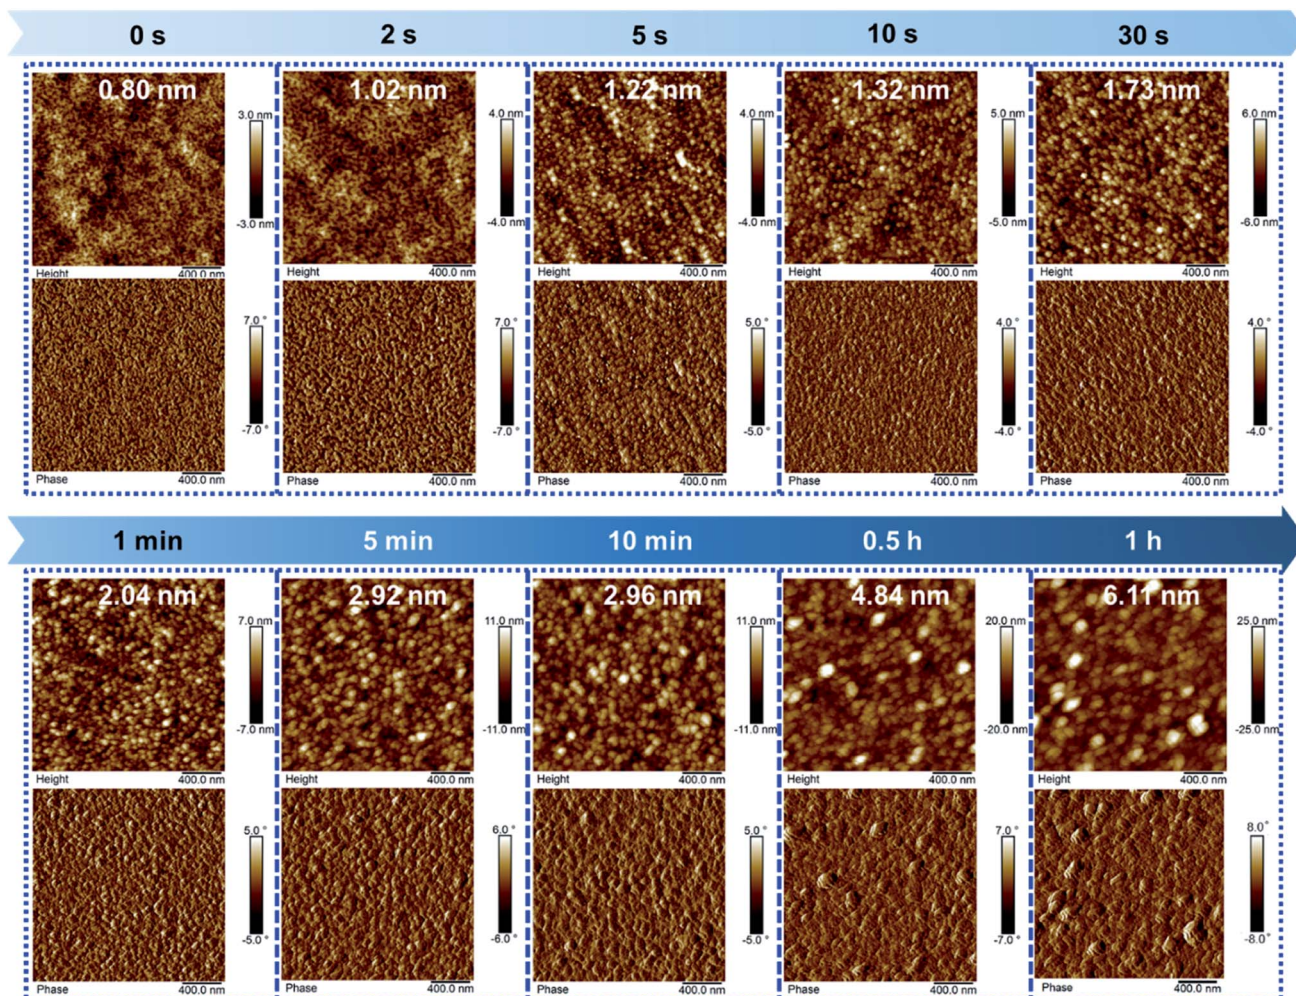 0 s 2 s 5 s 10 s 30 s
0.80 nm 1.02 nm 1.22 nm 1.32 nm 1.73 nm
3.0 nm 4.0 nm 4.0 nm 5.0 nm 6.0 nm
-3.0 nm -4.0 nm -4.0 nm -5.0 nm -6.0 nm
Height 400.0 nm Height 400.0 nm Height 400.0 nm Height 400.0 nm Height 400.0 nm
7.0 ° 7.0 ° 5.0 ° 4.0 ° 4.0 °
-7.0 ° -7.0 ° -5.0 ° -4.0 ° -4.0 °
Phase 400.0 nm Phase 400.0 nm Phase 400.0 nm Phase 400.0 nm Phase 400.0 nm
1 min 5 min 10 min 0.5 h 1 h
2.04 nm 2.92 nm 2.96 nm 4.84 nm 6.11 nm
7.0 nm 11.0 nm 11.0 nm 20.0 nm 25.0 nm
-7.0 nm -11.0 nm -11.0 nm -20.0 nm -25.0 nm
Height 400.0 nm Height 400.0 nm Height 400.0 nm Height 400.0 nm Height 400.0 nm
5.0 ° 6.0 ° 5.0 ° 7.0 ° 8.0 °
-5.0 ° -6.0 ° -5.0 ° -7.0 ° -8.0 °
Phase 400.0 nm Phase 400.0 nm Phase 400.0 nm Phase 400.0 nm Phase 400.0 nm